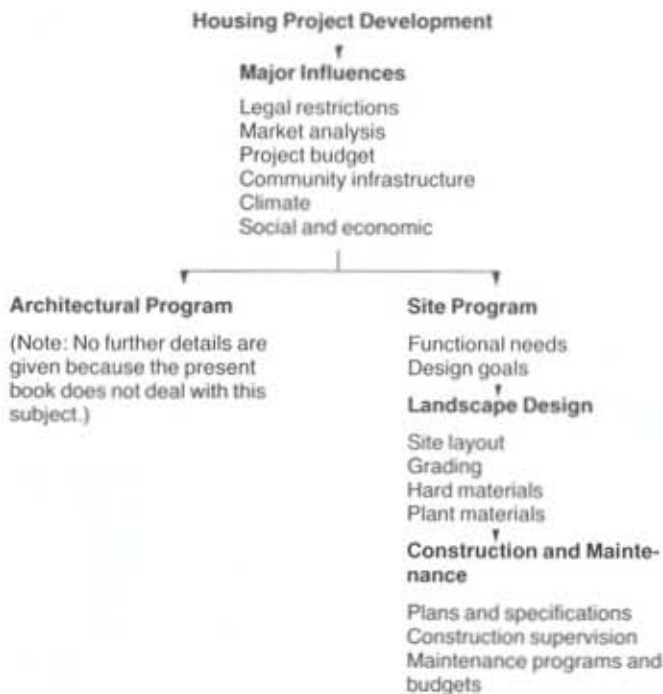 Housing Project Development
Major Influences
Legal restrictions
Market analysis
Project budget
Community infrastructure
Climate
Social and economic
Architectural Program
(Note: No further details are
given because the present
book does not deal with this
subject.)
Site Program
Functional needs
Design goals
Landscape Design
Site layout
Grading
Hard materials
Plant materials
Construction and Mainte-
nance
Plans and specifications
Construction supervision
Maintenance programs and
budgets